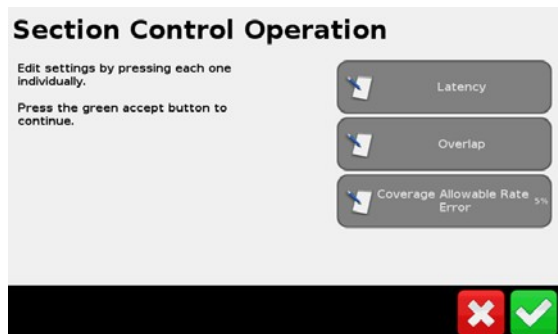 Section Control Operation
Edit settings by pressing each one
individually.
Press the green accept button to
continue.
Latency
Overlap
Coverage Allowable Rate
Error
5%